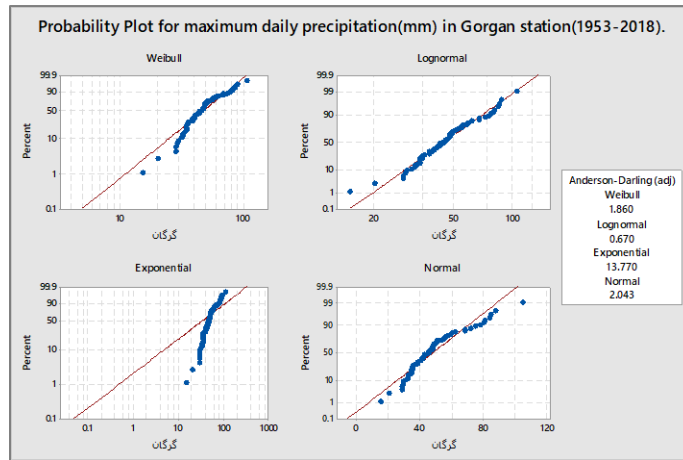 Probability Plot for maximum daily precipitation(mm) in Gorgan station(1953-2018).
Weibull
99.9
90
50
10
1
0.1
Percent
10
100
گرگان
Lognormal
99.9
99
90
50
10
1
0.1
Percent
20
50
100
گرگان
Exponential
99.9
90
50
10
1
0.1
Percent
0.1
1
10
100
1000
گرگان
Normal
99.9
99
90
50
10
1
0.1
Percent
0
40
80
120
گرگان
Anderson-Darling (adj)
Weibull
1.860
Lognormal
0.670
Exponential
13.770
Normal
2.043